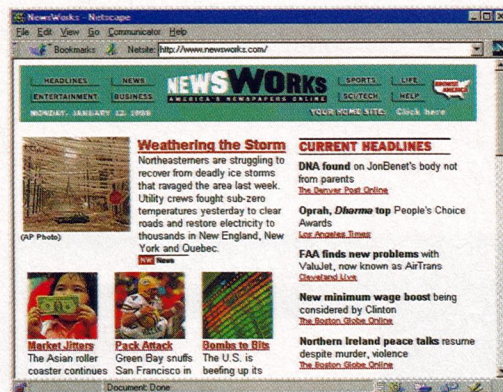 NewsWorks - Netscape
File Edit View Go Communicator Help
Bookmarks Netsite: http://www.newsworks.com/
HEADLINES NEWS
ENTERTAINMENT BUSINESS
NEWSWORKS
AMERICA'S NEWSPAPERS ONLINE
SPORTS LIFE
SCI/TECH HELP
BROWSE AMERICA
MONDAY, JANUARY 12, 1998
YOUR HOME SITE: Click here
Weathering the Storm
Northeasterners are struggling to
recover from deadly ice storms
that ravaged the area last week.
Utility crews fought sub-zero
temperatures yesterday to clear
roads and restore electricity to
thousands in New England, New
York and Quebec.
NW News
(AP Photo)
Market Jitters
The Asian roller
coaster continues
Pack Attack
Green Bay snuffs
San Francisco in
Bombs to Bits
The U.S. is
beefing up its
CURRENT HEADLINES
DNA found on JonBenet's body not
from parents
The Denver Post Online
Oprah, Dharma top People's Choice
Awards
Los Angeles Times
FAA finds new problems with
ValuJet, now known as AirTrans
Cleveland Live
New minimum wage boost being
considered by Clinton
The Boston Globe Online
Northern Ireland peace talks resume
despite murder, violence
The Boston Globe Online
Document: Done